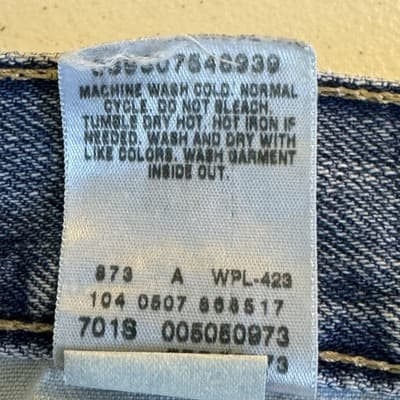 MACHINE WASH COLD. NORMAL
CYCLE. DO NOT BLEACH.
TUMBLE DRY HOT. HOT IRON IF
NEEDED. WASH AND DRY WITH
LIKE COLORS. WASH GARMENT
INSIDE OUT.
873 A WPL-423
104 0507 868517
701S 005050973